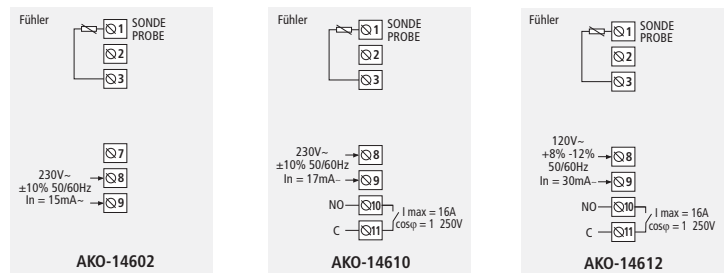 Fühler
1 SONDE
PROBE
2
3
7
230V~
8
±10% 50/60Hz
In = 15mA~
9
AKO-14602
Fühler
1 SONDE
PROBE
2
3
230V~
8
±10% 50/60Hz
In = 17mA~
9
NO
10
I max = 16A
cosφ = 1 250V
C
11
AKO-14610
Fühler
1 SONDE
PROBE
2
3
120V~
+8% -12%
8
50/60Hz
In = 30mA~
9
NO
10
I max = 16A
cosφ = 1 250V
C
11
AKO-14612